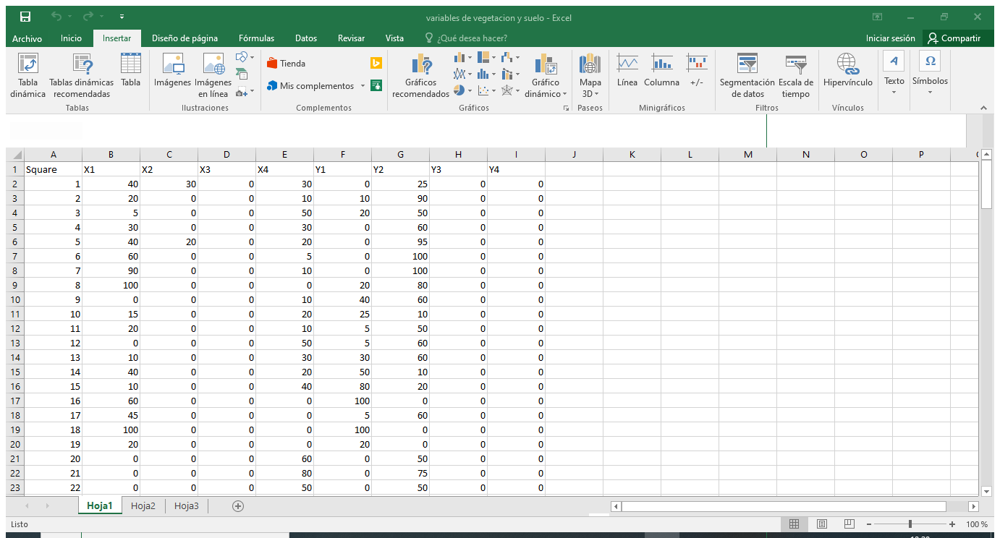 variables de vegetacion y suelo - Excel
Archivo Inicio Insertar Diseño de página Fórmulas Datos Revisar Vista ¿Qué desea hacer? Iniciar sesión Compartir
Tabla dinámica Tablas dinámicas recomendadas Tabla Imágenes Imágenes en línea Tienda Mis complementos Gráficos recomendados Gráfico dinámico Mapa 3D Línea Columna +/- Segmentación de datos Escala de tiempo Hipervínculo Texto Símbolos
Tablas Ilustraciones Complementos Gráficos Paseos Minigráficos Filtros Vínculos
A B C D E F G H I J K L M N O P
1 Square X1 X2 X3 X4 Y1 Y2 Y3 Y4
2 1 40 30 0 30 0 25 0 0
3 2 20 0 0 10 10 90 0 0
4 3 5 0 0 50 20 50 0 0
5 4 30 0 0 30 0 60 0 0
6 5 40 20 0 20 0 95 0 0
7 6 60 0 0 5 0 100 0 0
8 7 90 0 0 10 0 100 0 0
9 8 100 0 0 0 20 80 0 0
10 9 0 0 0 10 40 60 0 0
11 10 15 0 0 20 25 10 0 0
12 11 20 0 0 10 5 50 0 0
13 12 0 0 0 50 5 60 0 0
14 13 10 0 0 30 30 60 0 0
15 14 40 0 0 20 50 10 0 0
16 15 10 0 0 40 80 20 0 0
17 16 60 0 0 0 100 0 0 0
18 17 45 0 0 0 5 60 0 0
19 18 100 0 0 0 100 0 0 0
20 19 20 0 0 0 20 0 0 0
21 20 0 0 0 60 0 50 0 0
22 21 0 0 0 80 0 75 0 0
23 22 0 0 0 50 0 50 0 0
Hoja1 Hoja2 Hoja3
Listo 100 %